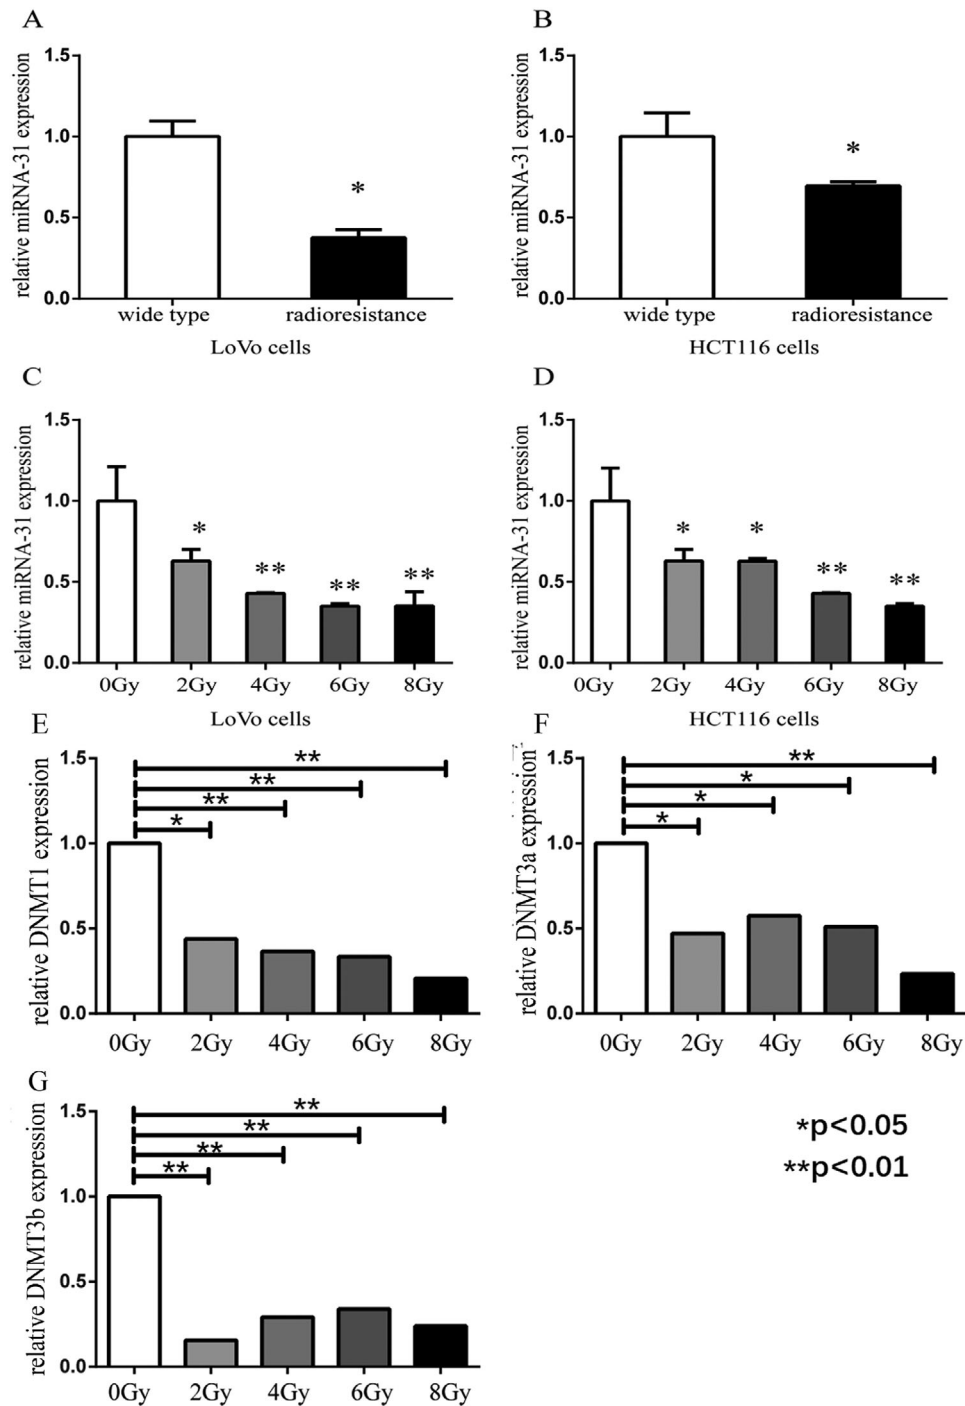 A
B
relative miRNA-31 expression
1.5
1.0
0.5
0.0
*
wide type
radioresistance
LoVo cells
relative miRNA-31 expression
1.5
1.0
0.5
0.0
*
wide type
radioresistance
HCT116 cells
C
D
relative miRNA-31 expression
1.5
1.0
0.5
0.0
* ** ** **
0Gy 2Gy 4Gy 6Gy 8Gy
LoVo cells
relative miRNA-31 expression
1.5
1.0
0.5
0.0
* * ** **
0Gy 2Gy 4Gy 6Gy 8Gy
HCT116 cells
E
F
relative DNMT1 expression
1.5
1.0
0.5
0.0
**
**
**
*
0Gy 2Gy 4Gy 6Gy 8Gy
relative DNMT3a expression
1.5
1.0
0.5
0.0
**
*
*
*
0Gy 2Gy 4Gy 6Gy 8Gy
G
relative DNMT3b expression
1.5
1.0
0.5
0.0
**
**
**
**
0Gy 2Gy 4Gy 6Gy 8Gy
*p<0.05
**p<0.01